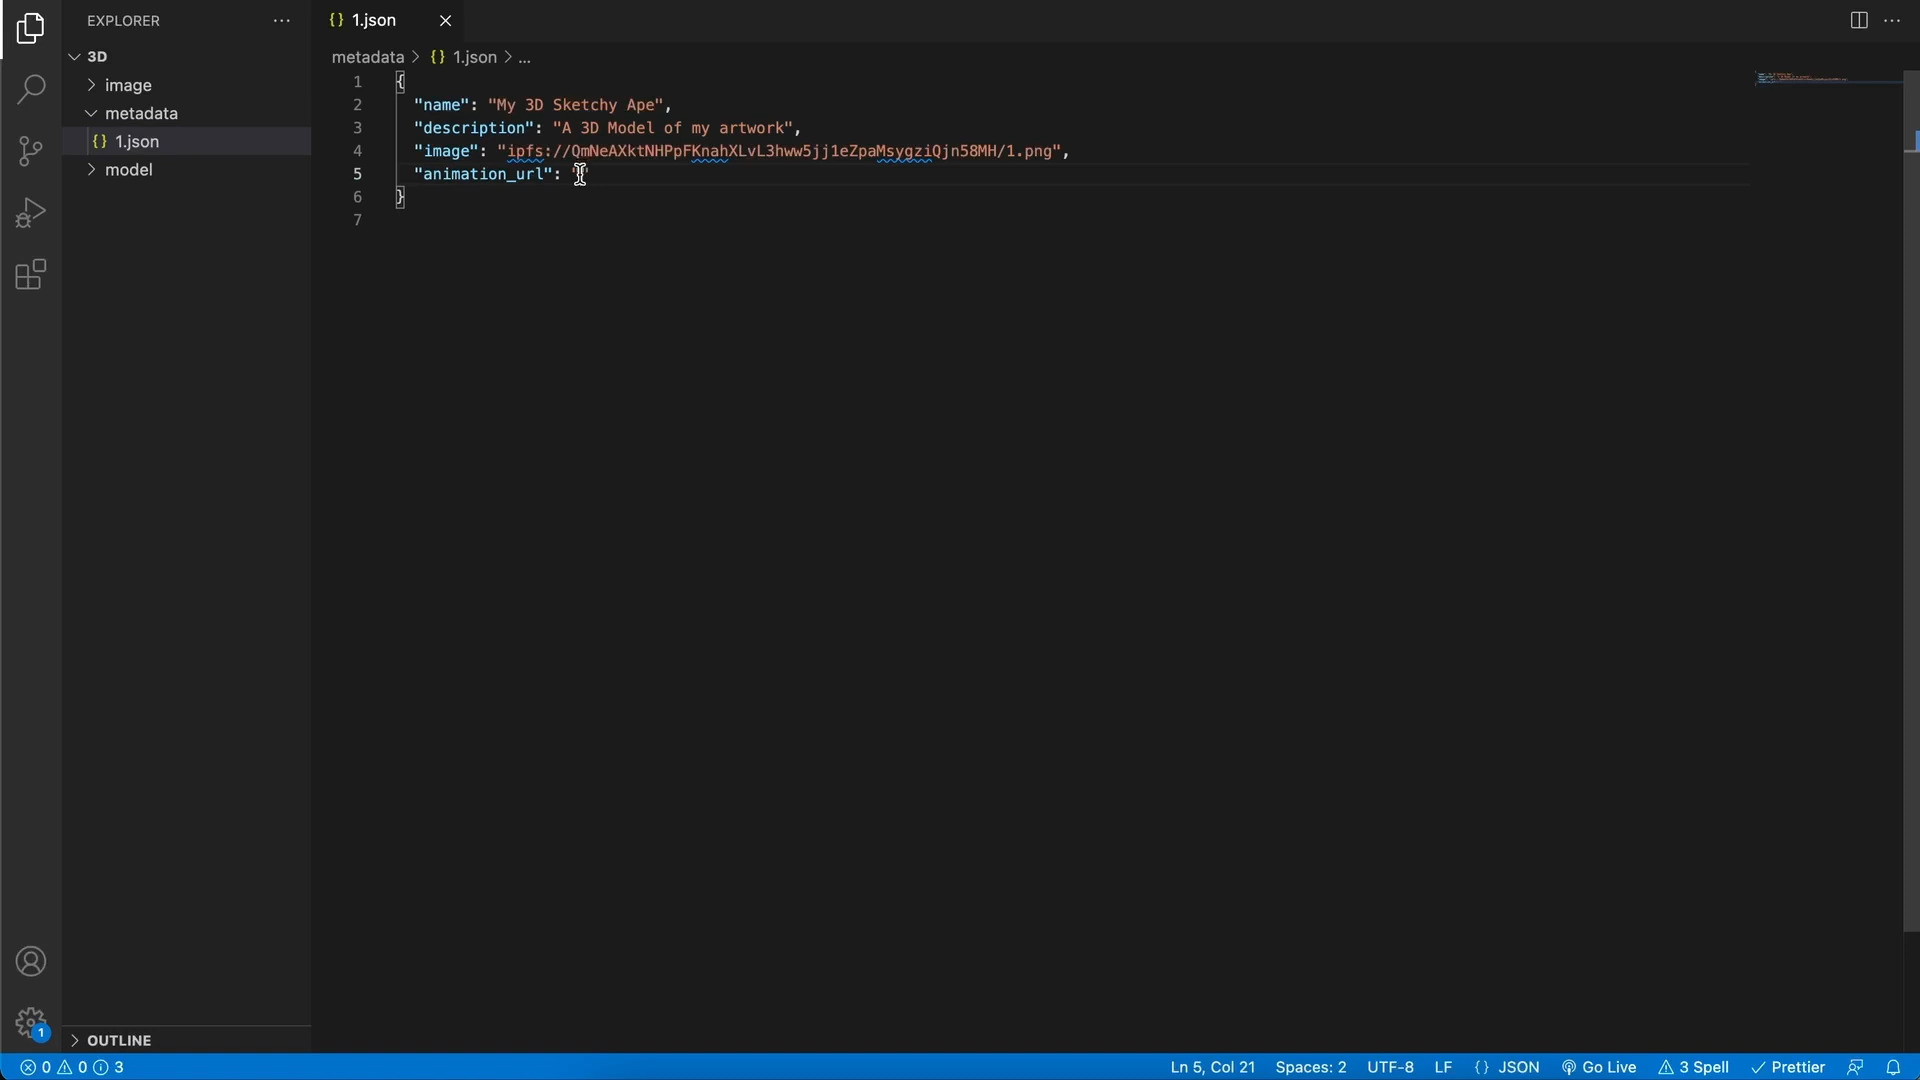 EXPLORER
3D
image
metadata
{} 1.json
model
OUTLINE
{} 1.json
metadata > {} 1.json > ...
1 {
2 "name": "My 3D Sketchy Ape",
3 "description": "A 3D Model of my artwork",
4 "image": "ipfs://QmNeAXktNHPpFKnahXLvL3hww5jj1eZpaMsygziQjn58MH/1.png",
5 "animation_url": ""
6 }
7
1
0 0 3
Ln 5, Col 21 Spaces: 2 UTF-8 LF {} JSON Go Live 3 Spell Prettier